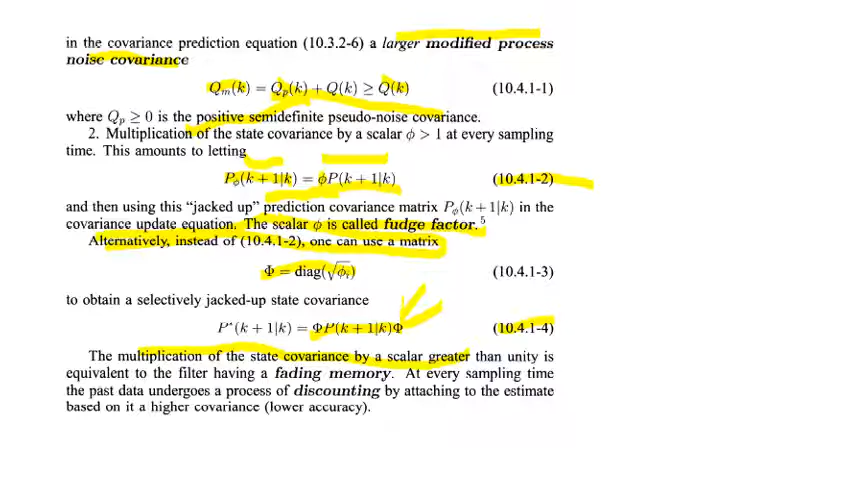 in the covariance prediction equation (10.3.2-6) a larger modified process
noise covariance
Qm(k) = Qp(k) + Q(k) ≥ Q(k) (10.4.1-1)
where Qp ≥ 0 is the positive semidefinite pseudo-noise covariance.
2. Multiplication of the state covariance by a scalar ϕ > 1 at every sampling
time. This amounts to letting
Pϕ(k + 1|k) = ϕP(k + 1|k) (10.4.1-2)
and then using this “jacked up” prediction covariance matrix Pϕ(k + 1|k) in the
covariance update equation. The scalar ϕ is called fudge factor.5
Alternatively, instead of (10.4.1-2), one can use a matrix
Φ = diag(√ϕi) (10.4.1-3)
to obtain a selectively jacked-up state covariance
P*(k + 1|k) = ΦP(k + 1|k)Φ (10.4.1-4)
The multiplication of the state covariance by a scalar greater than unity is
equivalent to the filter having a fading memory. At every sampling time
the past data undergoes a process of discounting by attaching to the estimate
based on it a higher covariance (lower accuracy).